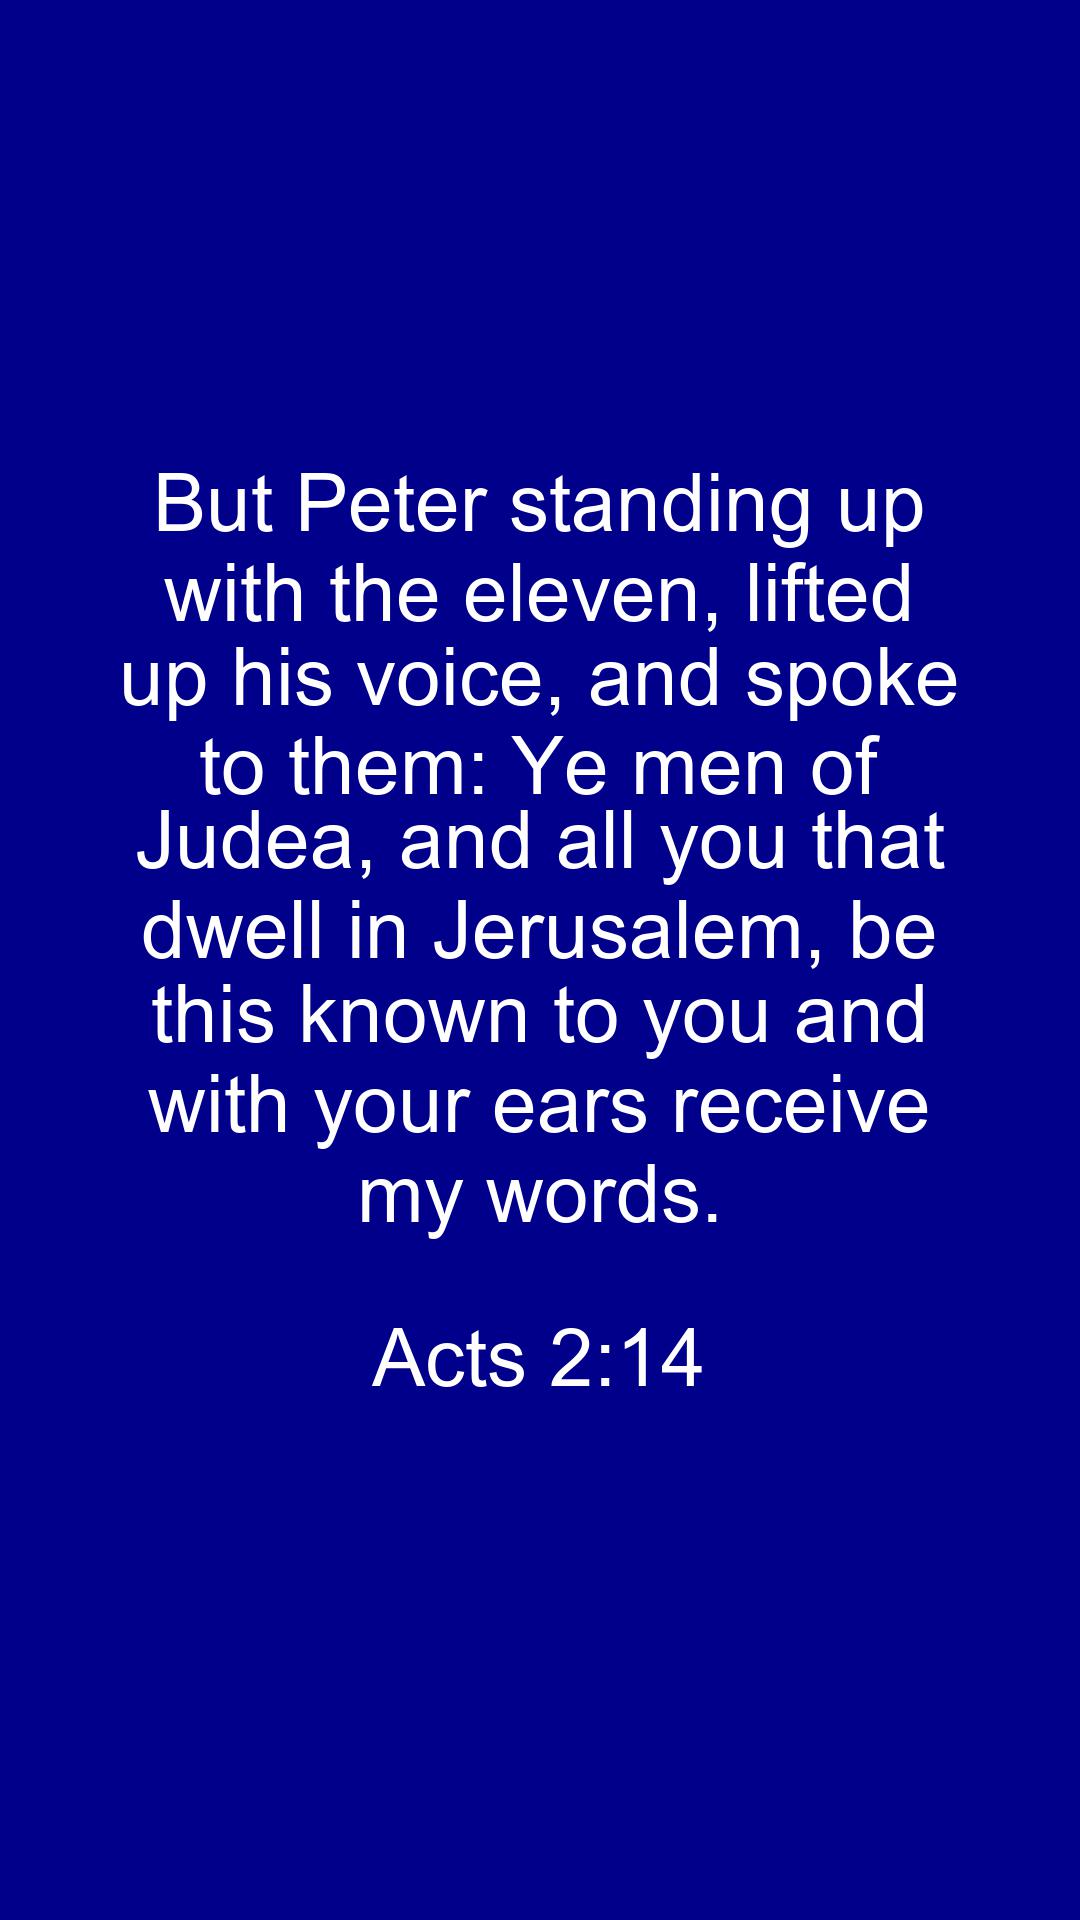 But Peter standing up
with the eleven, lifted
up his voice, and spoke
to them: Ye men of
Judea, and all you that
dwell in Jerusalem, be
this known to you and
with your ears receive
my words.
Acts 2:14